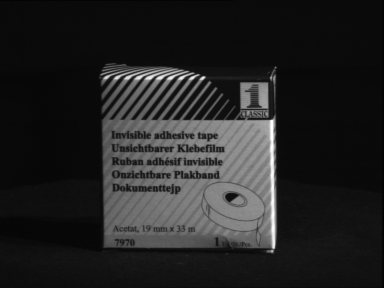 1
CLASSIC
Invisible adhesive tape
Unsichtbarer Klebefilm
Ruban adhésif invisible
Onzichtbare Plakband
Dokumenttejp
Acetat, 19 mm x 33 m
7970
1